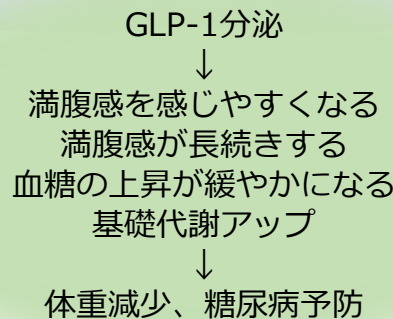 GLP-1分泌
↓
満腹感を感じやすくなる
満腹感が長続きする
血糖の上昇が緩やかになる
基礎代謝アップ
↓
体重減少、糖尿病予防